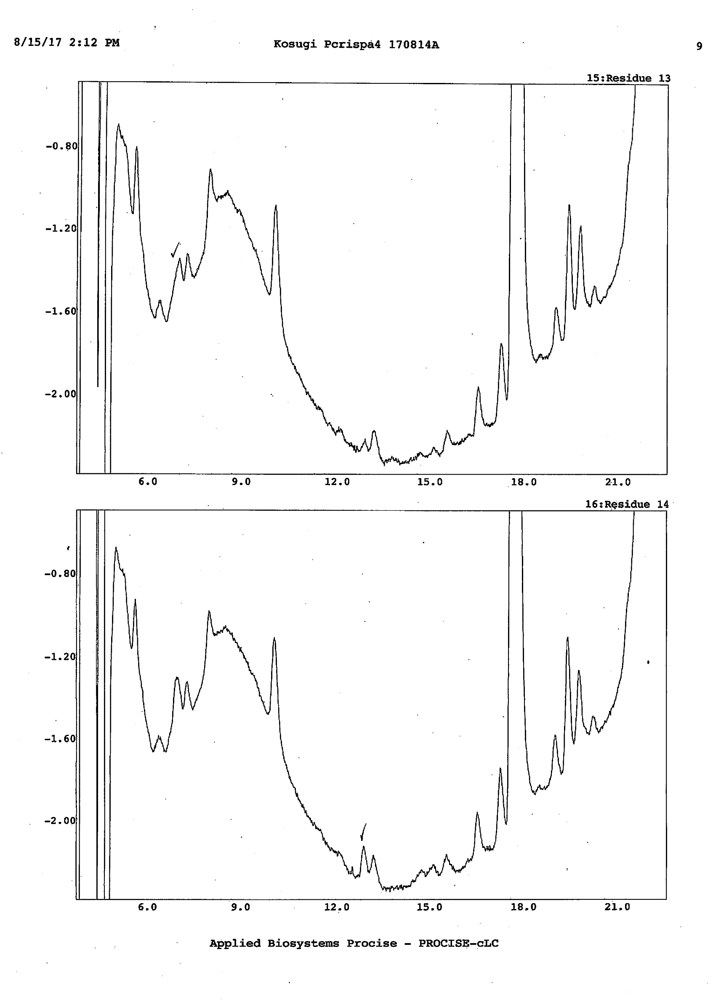 8/15/17 2:12 PM Kosugi Pcrispa4 170814A 9
15:Residue 13
-0.80
-1.20
-1.60
-2.00
6.0 9.0 12.0 15.0 18.0 21.0
16:Residue 14
-0.80
-1.20
-1.60
-2.00
6.0 9.0 12.0 15.0 18.0 21.0
Applied Biosystems Procise - PROCISE-cLC